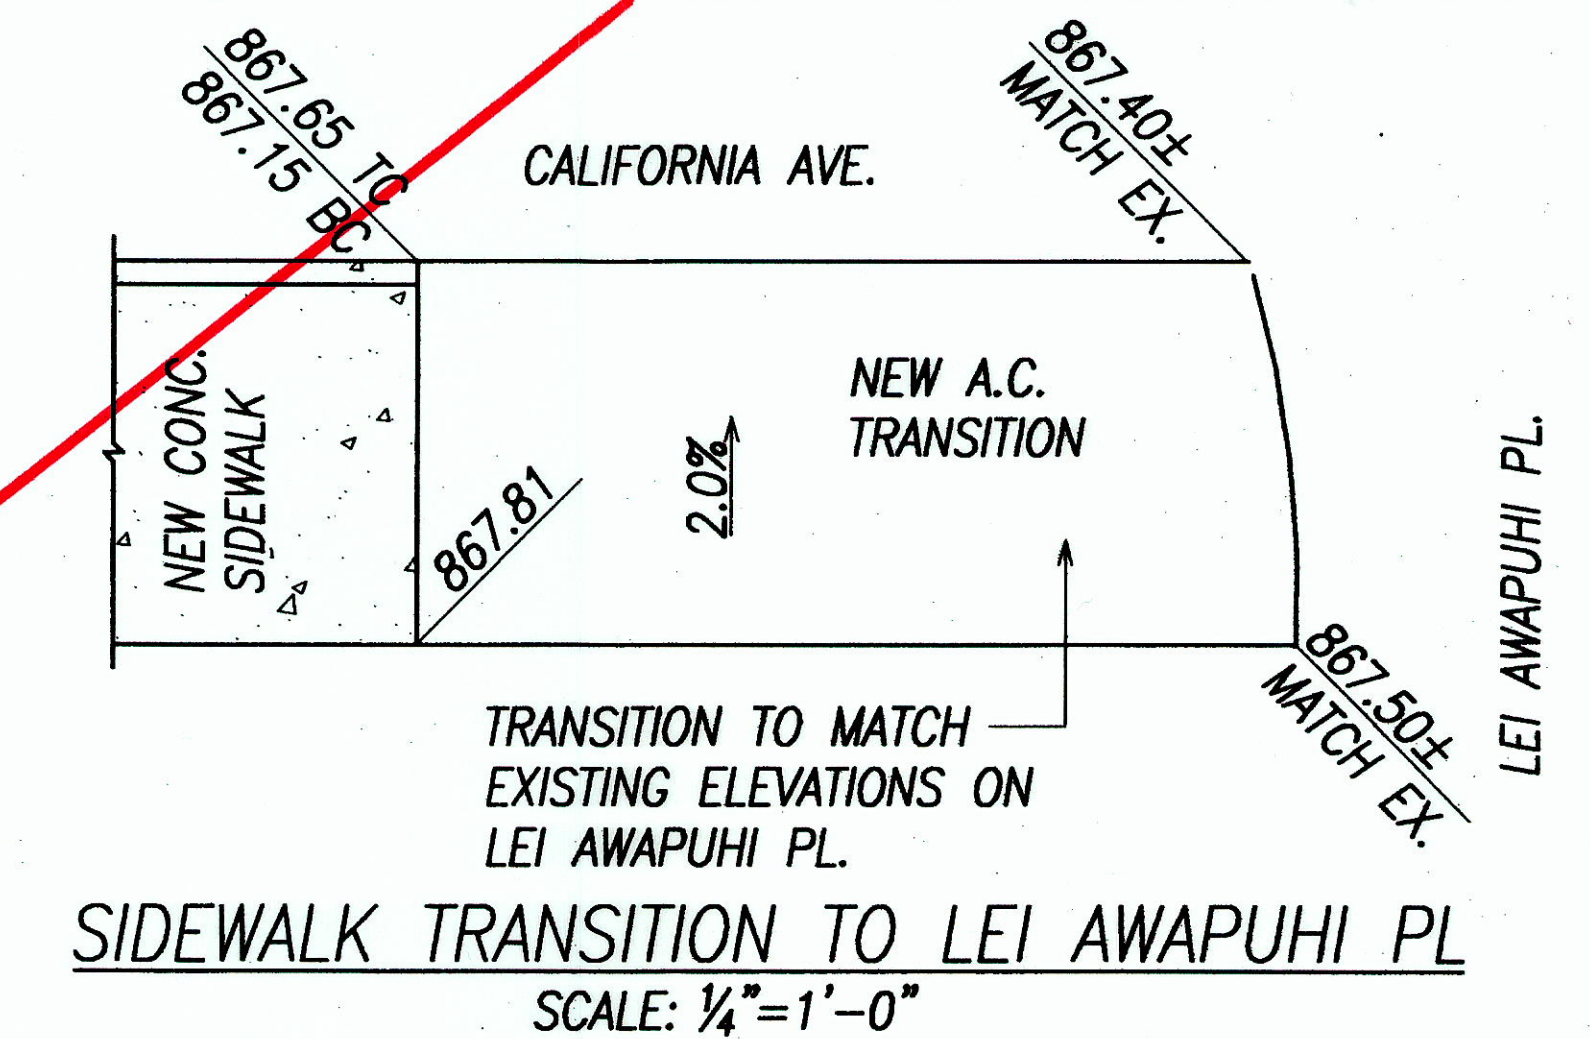 867.65 TC
867.15 BC
CALIFORNIA AVE.
867.40±
MATCH EX.
NEW CONC.
SIDEWALK
867.81
2.0%
NEW A.C.
TRANSITION
LEI AWAPUHI PL.
867.50±
MATCH EX.
TRANSITION TO MATCH
EXISTING ELEVATIONS ON
LEI AWAPUHI PL.
SIDEWALK TRANSITION TO LEI AWAPUHI PL
SCALE: ¼"=1'-0"